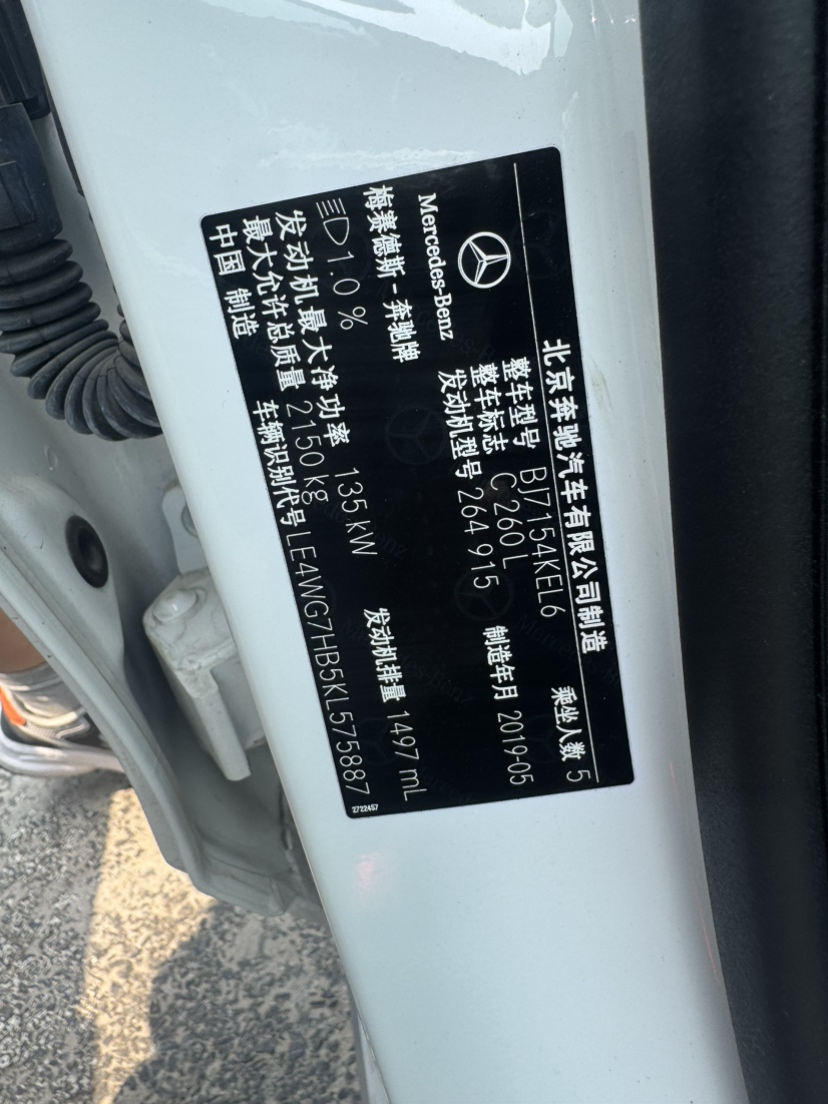 北京奔驰汽车有限公司制造
乘坐人数 5
整车型号 BJ7154KEL6
整车标志 C 260 L
制造年月 2019-05
发动机型号 264 915
Mercedes-Benz
梅赛德斯-奔驰牌
发动机排量 1497 mL
1.0 %
发动机最大净功率 135 kW
最大允许总质量 2150 kg
车辆识别代号 LE4WG7HB5KL575887
中国 制造
2722457